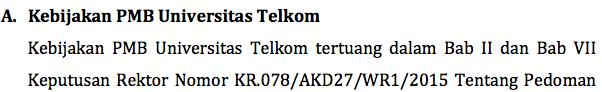 A. Kebijakan PMB Universitas Telkom
Kebijakan PMB Universitas Telkom tertuang dalam Bab II dan Bab VII
Keputusan Rektor Nomor KR.078/AKD27/WR1/2015 Tentang Pedoman